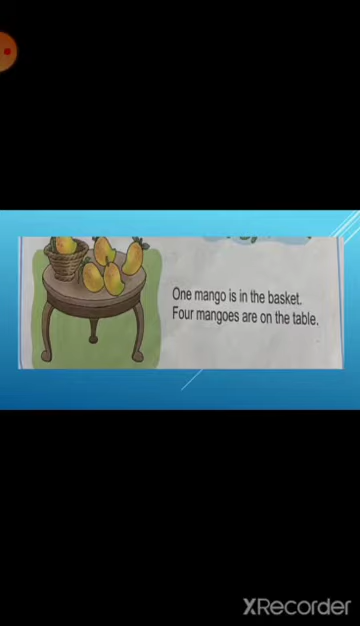 One mango is in the basket.
Four mangoes are on the table.
XRecorder